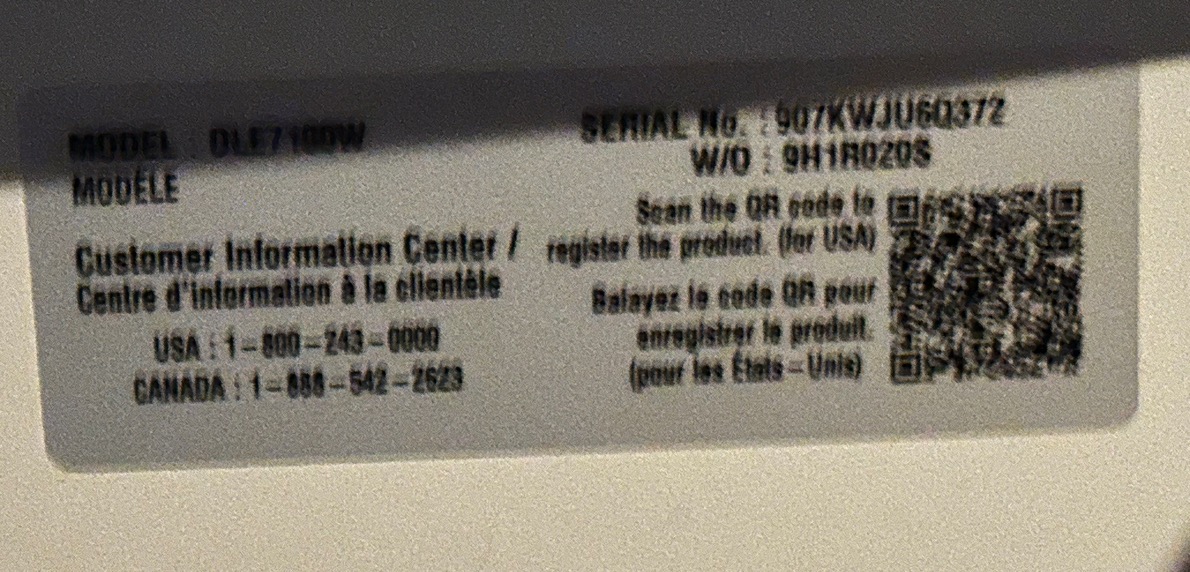 MODEL : DLE7100W
MODÈLE
SERIAL No. : 907KWJU6Q372
W/O : 9H1R020S
Customer Information Center /
Centre d'information à la clientèle
USA : 1-800-243-0000
CANADA : 1-888-542-2623
Scan the QR code to
register the product. (for USA)
Balayez le code QR pour
enregistrer le produit.
(pour les États-Unis)